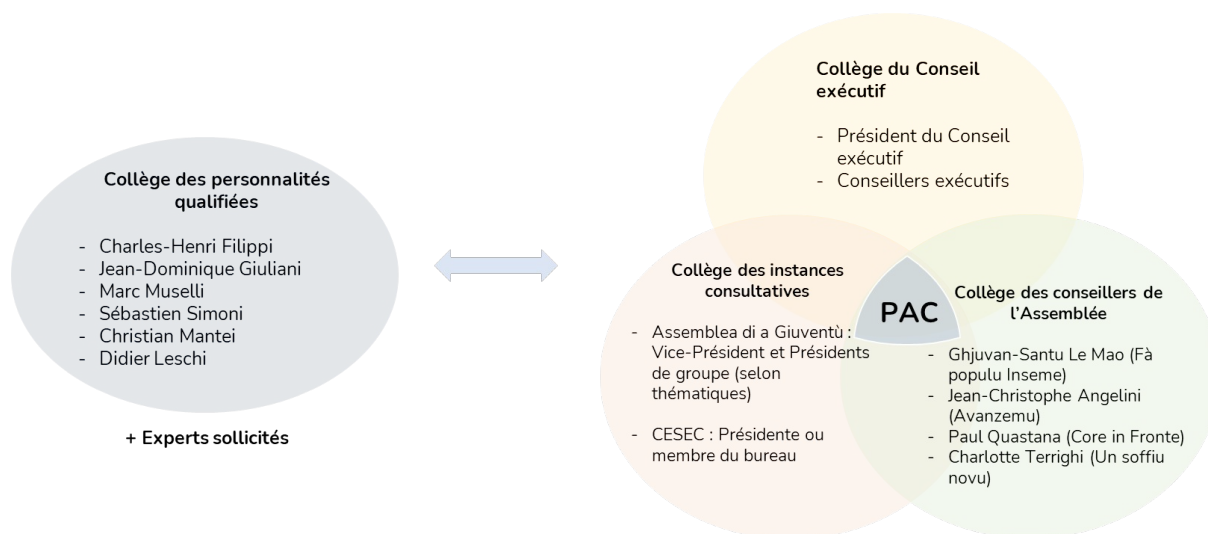 Collège des personnalités
qualifiées
- Charles-Henri Filippi
- Jean-Dominique Giuliani
- Marc Muselli
- Sébastien Simoni
- Christian Mantei
- Didier Leschi
+ Experts sollicités
Collège du Conseil
exécutif
- Président du Conseil
exécutif
- Conseillers exécutifs
Collège des instances
consultatives
- Assemblea di a Giuventù :
Vice-Président et Présidents
de groupe (selon
thématiques)
- CESEC : Présidente ou
membre du bureau
PAC
Collège des conseillers de
l’Assemblée
- Ghjuvan-Santu Le Mao (Fà
populu Inseme)
- Jean-Christophe Angelini
(Avanzemu)
- Paul Quastana (Core in Fronte)
- Charlotte Terrighi (Un soffiu
novu)